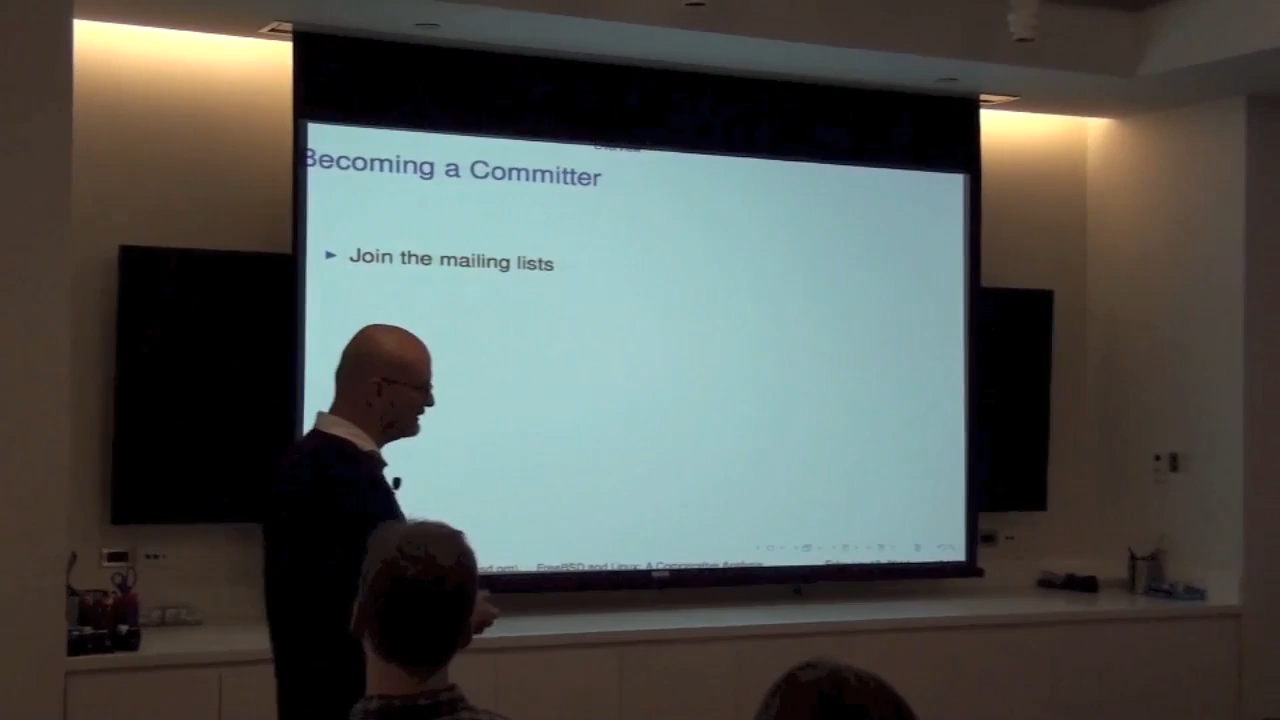 Becoming a Committer
► Join the mailing lists
FreeBSD and Linux: A Comparative Analysis